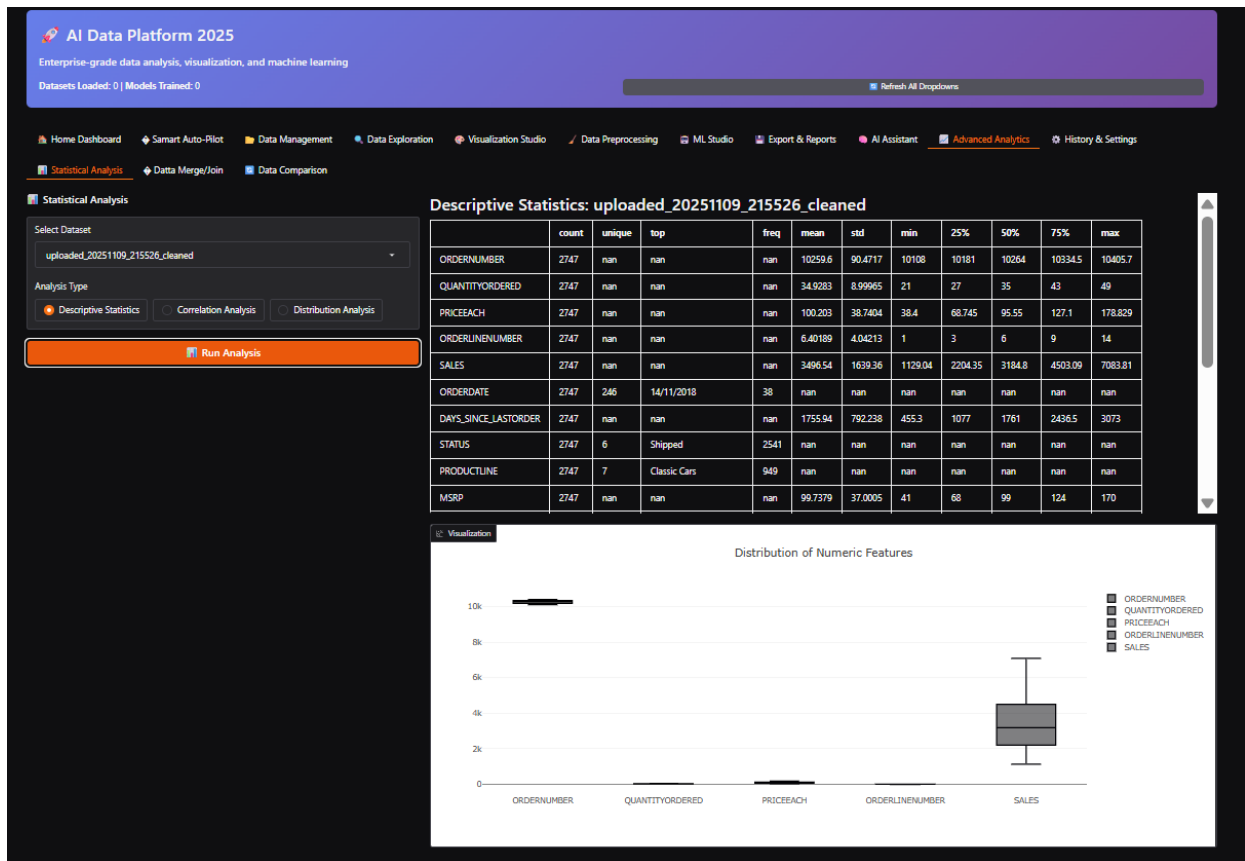 🚀 AI Data Platform 2025
Enterprise-grade data analysis, visualization, and machine learning
Datasets Loaded: 0 | Models Trained: 0
Refresh All Dropdowns
Home Dashboard Samart Auto-Pilot Data Management Data Exploration Visualization Studio Data Preprocessing ML Studio Export & Reports AI Assistant Advanced Analytics History & Settings
Statistical Analysis Datta Merge/Join Data Comparison
Statistical Analysis
Select Dataset
uploaded_20251109_215526_cleaned
Analysis Type
Descriptive Statistics Correlation Analysis Distribution Analysis
Run Analysis
Descriptive Statistics: uploaded_20251109_215526_cleaned
count unique top freq mean std min 25% 50% 75% max
ORDERNUMBER 2747 nan nan nan 10259.6 90.4717 10108 10181 10264 10334.5 10405.7
QUANTITYORDERED 2747 nan nan nan 34.9283 8.99965 21 27 35 43 49
PRICEEACH 2747 nan nan nan 100.203 38.7404 38.4 68.745 95.55 127.1 178.829
ORDERLINENUMBER 2747 nan nan nan 6.40189 4.04213 1 3 6 9 14
SALES 2747 nan nan nan 3496.54 1639.36 1129.04 2204.35 3184.8 4503.09 7083.81
ORDERDATE 2747 246 14/11/2018 38 nan nan nan nan nan nan nan
DAYS_SINCE_LASTORDER 2747 nan nan nan 1755.94 792.238 455.3 1077 1761 2436.5 3073
STATUS 2747 6 Shipped 2541 nan nan nan nan nan nan nan
PRODUCTLINE 2747 7 Classic Cars 949 nan nan nan nan nan nan nan
MSRP 2747 nan nan nan 99.7379 37.0005 41 68 99 124 170
Visualization
Distribution of Numeric Features
10k
8k
6k
4k
2k
0
ORDERNUMBER QUANTITYORDERED PRICEEACH ORDERLINENUMBER SALES
ORDERNUMBER
QUANTITYORDERED
PRICEEACH
ORDERLINENUMBER
SALES